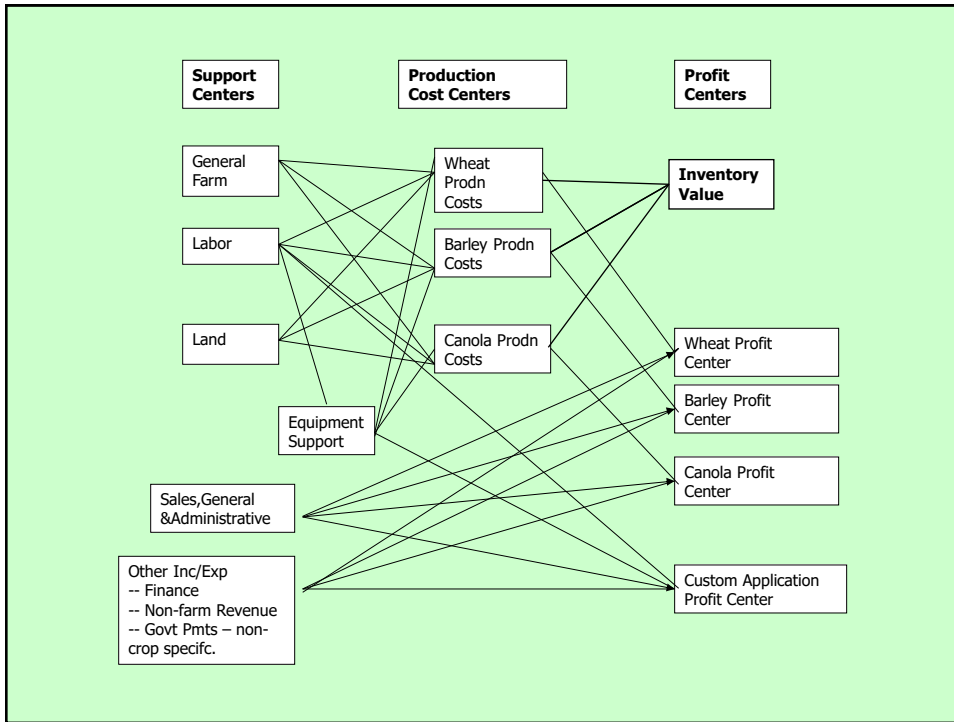 Support
Centers
Production
Cost Centers
Profit
Centers
General
Farm
Wheat
Prodn
Costs
Inventory
Value
Labor
Barley Prodn
Costs
Land
Canola Prodn
Costs
Wheat Profit
Center
Equipment
Support
Barley Profit
Center
Canola Profit
Center
Sales,General
&Administrative
Other Inc/Exp
-- Finance
-- Non-farm Revenue
-- Govt Pmts – non-
crop specifc.
Custom Application
Profit Center